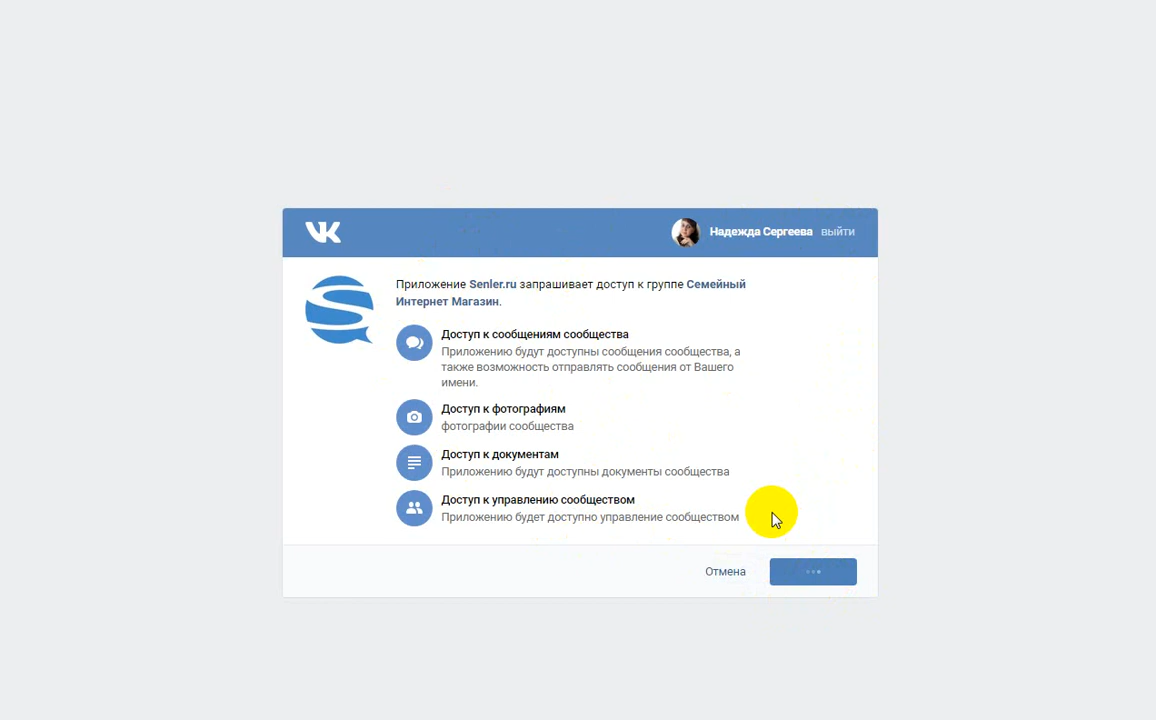 VK
Надежда Сергеева выйти
Приложение Senler.ru запрашивает доступ к группе Семейный
Интернет Магазин.
Доступ к сообщениям сообщества
Приложению будут доступны сообщения сообщества, а
также возможность отправлять сообщения от Вашего
имени.
Доступ к фотографиям
фотографии сообщества
Доступ к документам
Приложению будут доступны документы сообщества
Доступ к управлению сообществом
Приложению будет доступно управление сообществом
Отмена